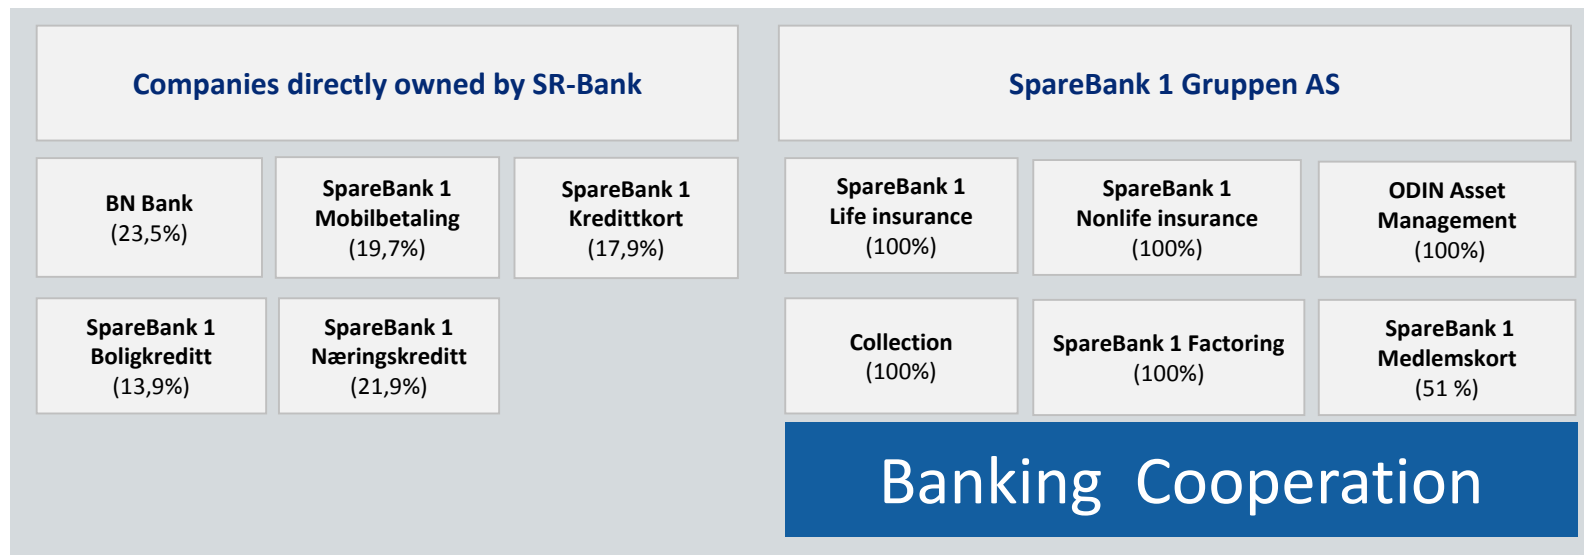 Companies directly owned by SR-Bank
SpareBank 1 Gruppen AS
BN Bank
(23,5%)
SpareBank 1
Mobilbetaling
(19,7%)
SpareBank 1
Kredittkort
(17,9%)
SpareBank 1
Life insurance
(100%)
SpareBank 1
Nonlife insurance
(100%)
ODIN Asset
Management
(100%)
SpareBank 1
Boligkreditt
(13,9%)
SpareBank 1
Næringskreditt
(21,9%)
Collection
(100%)
SpareBank 1 Factoring
(100%)
SpareBank 1
Medlemskort
(51 %)
Banking Cooperation